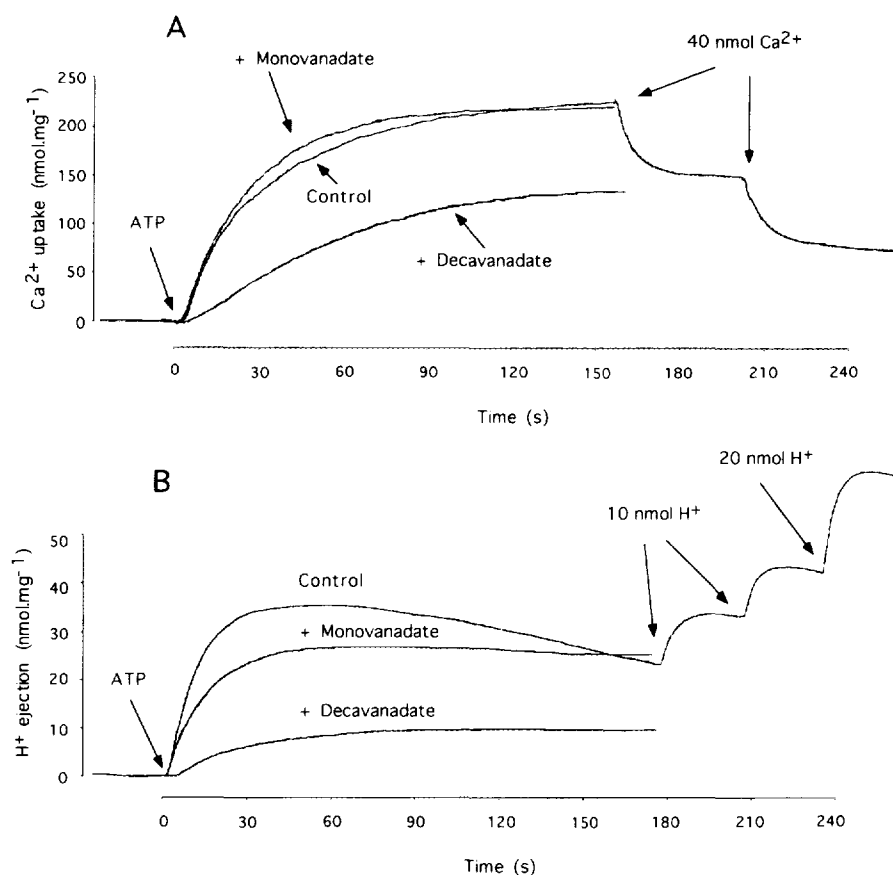 A
40 nmol Ca²⁺
+ Monovanadate
250
200
150
100
50
0
Ca²⁺ uptake (nmol.mg⁻¹)
Control
ATP
+ Decavanadate
0 30 60 90 120 150 180 210 240
Time (s)
B
20 nmol H⁺
10 nmol H⁺
50
40
30
20
10
0
H⁺ ejection (nmol.mg⁻¹)
Control
+ Monovanadate
ATP
+ Decavanadate
0 30 60 90 120 150 180 210 240
Time (s)